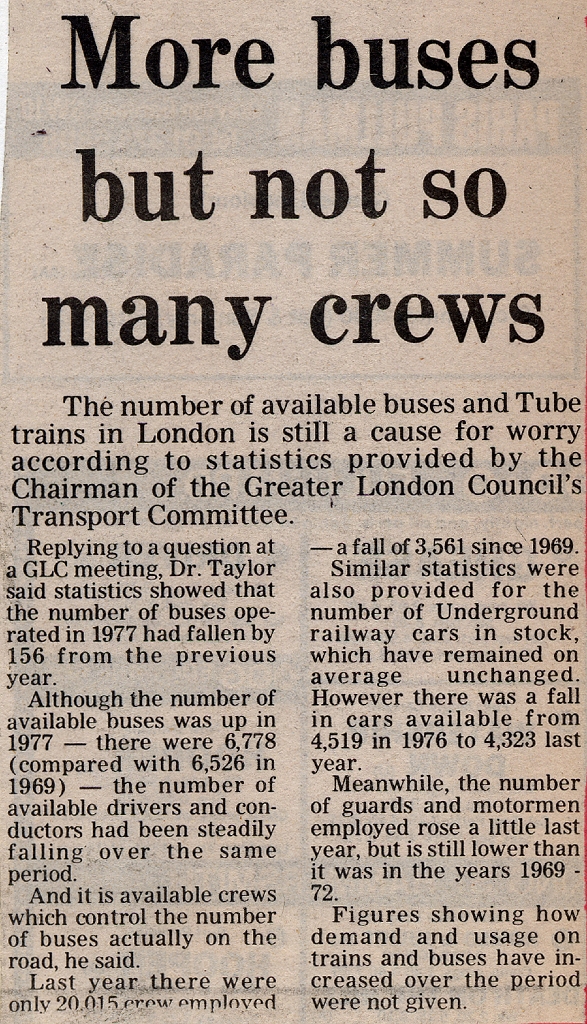 More buses
but not so
many crews
The number of available buses and Tube
trains in London is still a cause for worry
according to statistics provided by the
Chairman of the Greater London Council's
Transport Committee.
Replying to a question at
a GLC meeting, Dr. Taylor
said statistics showed that
the number of buses ope-
rated in 1977 had fallen by
156 from the previous
year.
Although the number of
available buses was up in
1977 — there were 6,778
(compared with 6,526 in
1969) — the number of
available drivers and con-
ductors had been steadily
falling over the same
period.
And it is available crews
which control the number
of buses actually on the
road, he said.
Last year there were
only 20,015 crew employed
— a fall of 3,561 since 1969.
Similar statistics were
also provided for the
number of Underground
railway cars in stock,
which have remained on
average unchanged.
However there was a fall
in cars available from
4,519 in 1976 to 4,323 last
year.
Meanwhile, the number
of guards and motormen
employed rose a little last
year, but is still lower than
it was in the years 1969 -
72.
Figures showing how
demand and usage on
trains and buses have in-
creased over the period
were not given.